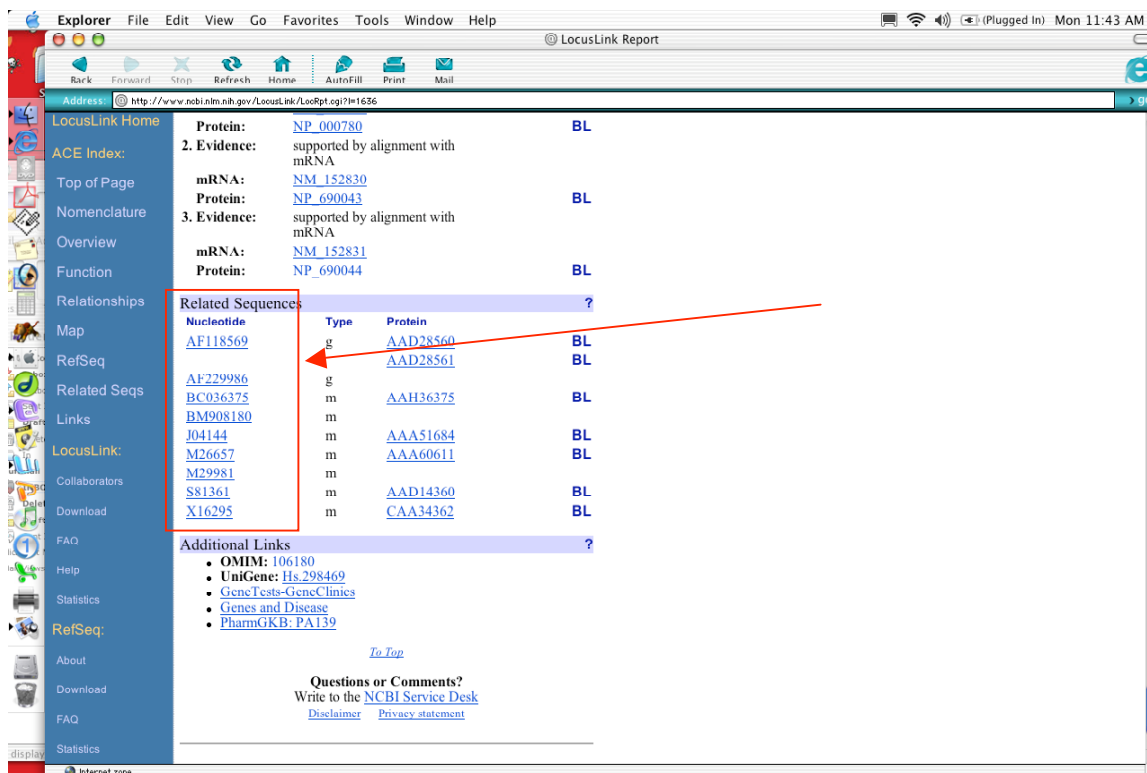 Explorer File Edit View Go Favorites Tools Window Help (Plugged In) Mon 11:43 AM
LocusLink Report
Back Forward Stop Refresh Home AutoFill Print Mail
Address: http://www.ncbi.nlm.nih.gov/LocusLink/LocRpt.cgi?l=1636
LocusLink Home
ACE Index:
Top of Page
Nomenclature
Overview
Function
Relationships
Map
RefSeq
Related Seqs
Links
LocusLink:
Collaborators
Download
FAQ
Help
Statistics
RefSeq:
About
Download
FAQ
Statistics
Protein: NP_000780 BL
2. Evidence: supported by alignment with
mRNA
mRNA: NM_152830
Protein: NP_690043 BL
3. Evidence: supported by alignment with
mRNA
mRNA: NM_152831
Protein: NP_690044 BL
Related Sequences ?
Nucleotide Type Protein
AF118569 g AAD28560 BL
AAD28561 BL
AF229986 g
BC036375 m AAH36375 BL
BM908180 m
J04144 m AAA51684 BL
M26657 m AAA60611 BL
M29981 m
S81361 m AAD14360 BL
X16295 m CAA34362 BL
Additional Links ?
• OMIM: 106180
• UniGene: Hs.298469
• GeneTests-GeneClinics
• Genes and Disease
• PharmGKB: PA139
To Top
Questions or Comments?
Write to the NCBI Service Desk
Disclaimer Privacy statement
display
Internet zone